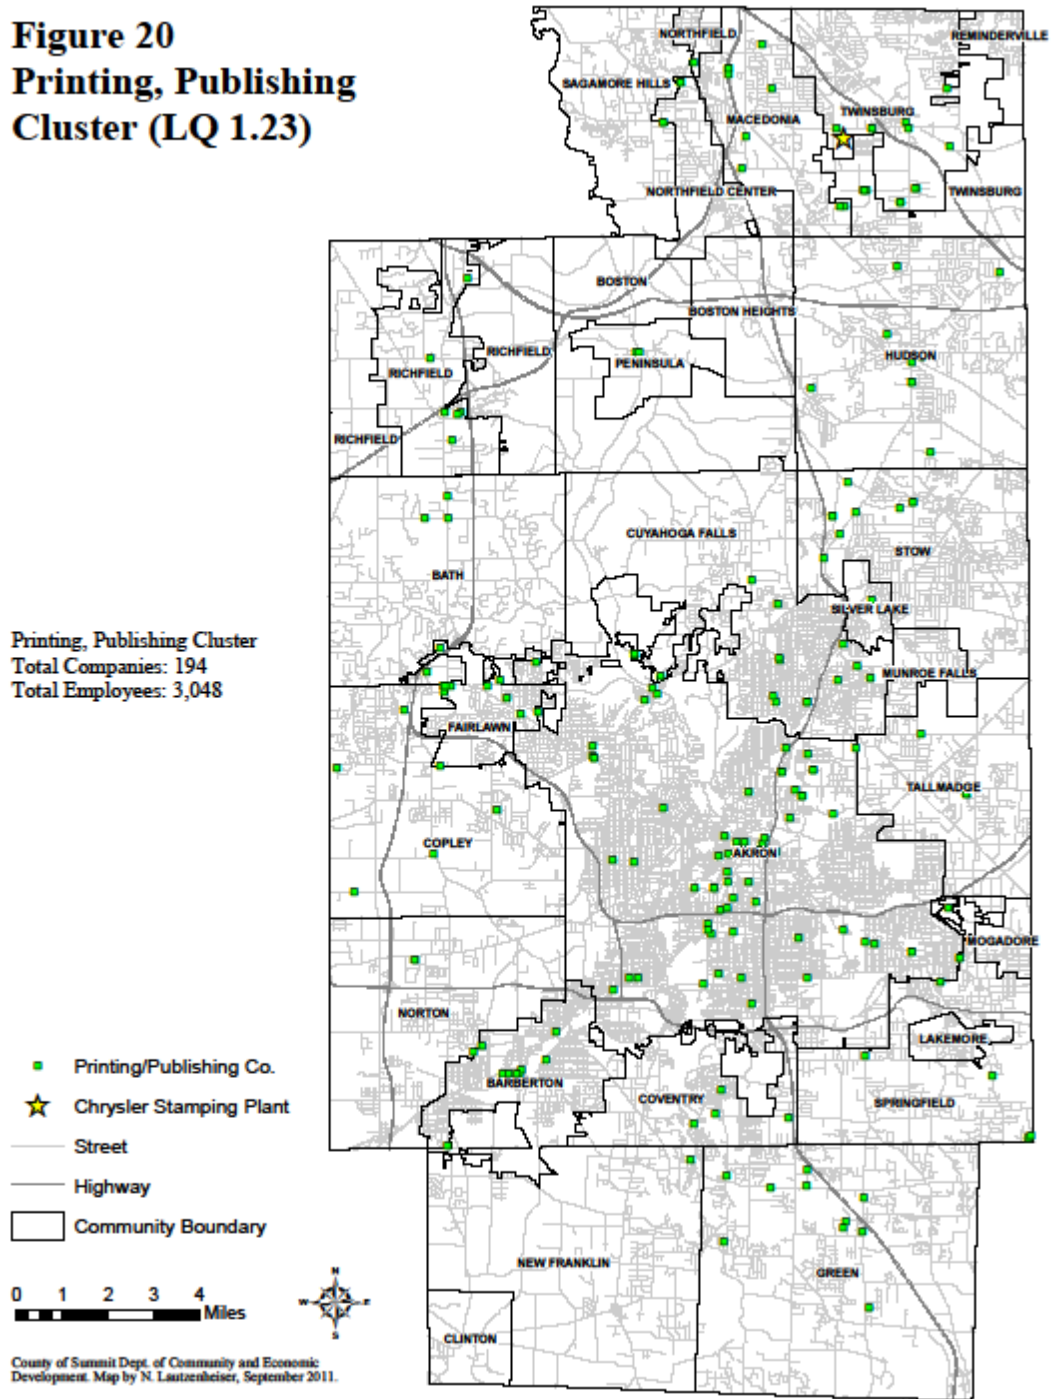 Figure 20
Printing, Publishing
Cluster (LQ 1.23)
NORTHFIELD
REMINDERVILLE
SAGAMORE HILLS
MACEDONIA
TWINSBURG
NORTHFIELD CENTER
TWINSBURG
BOSTON
BOSTON HEIGHTS
RICHFIELD
PENINSULA
HUDSON
RICHFIELD
RICHFIELD
CUYAHOGA FALLS
STOW
BATH
SILVER LAKE
Printing, Publishing Cluster
Total Companies: 194
Total Employees: 3,048
MUNROE FALLS
FAIRLAWN
TALLMADGE
COPLEY
AKRON
MOGADORE
NORTON
LAKEMORE
BARBERTON
COVENTRY
SPRINGFIELD
Printing/Publishing Co.
Chrysler Stamping Plant
Street
Highway
Community Boundary
NEW FRANKLIN
GREEN
CLINTON
0 1 2 3 4
Miles
N
W E
S
County of Summit Dept. of Community and Economic
Development. Map by N. Lautzenheiser, September 2011.